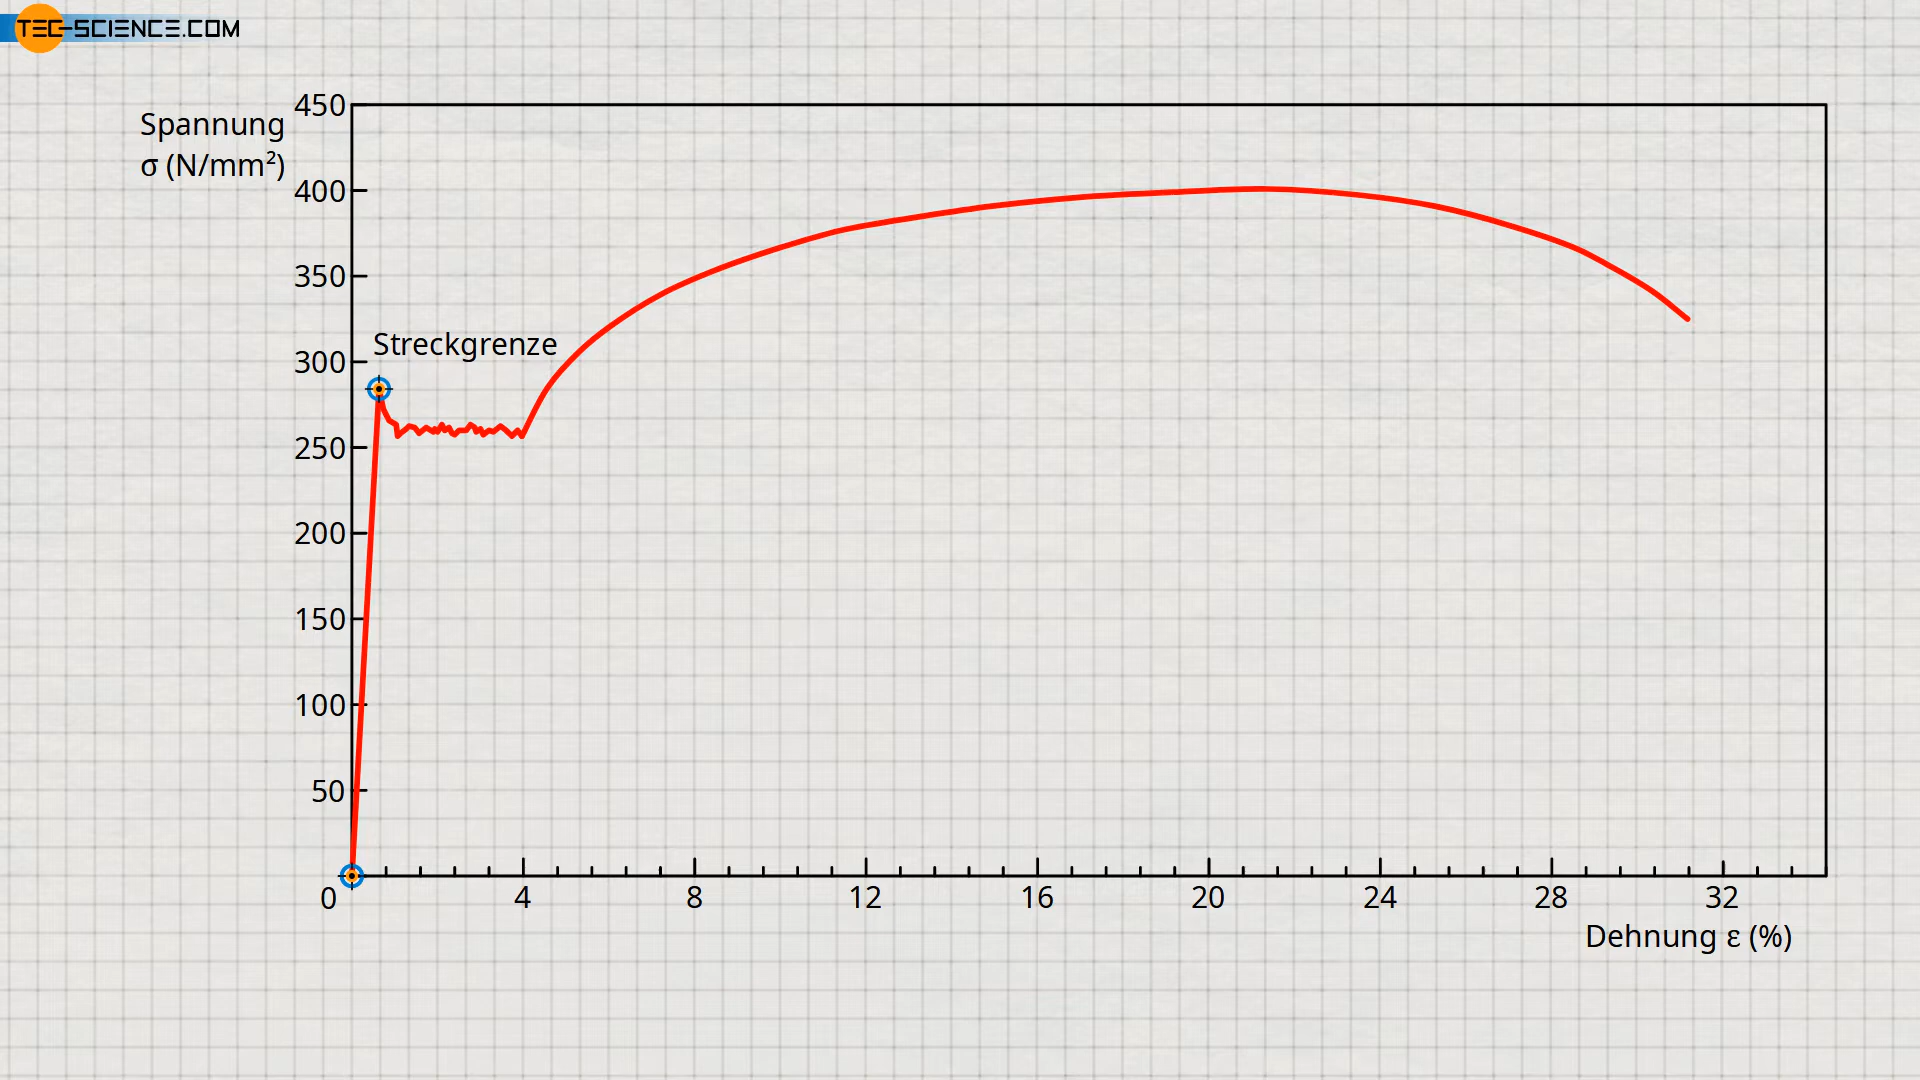 TEC-SCIENCE.COM
Spannung
σ (N/mm²)
450
400
350
300
250
200
150
100
50
Streckgrenze
0 4 8 12 16 20 24 28 32
Dehnung ε (%)